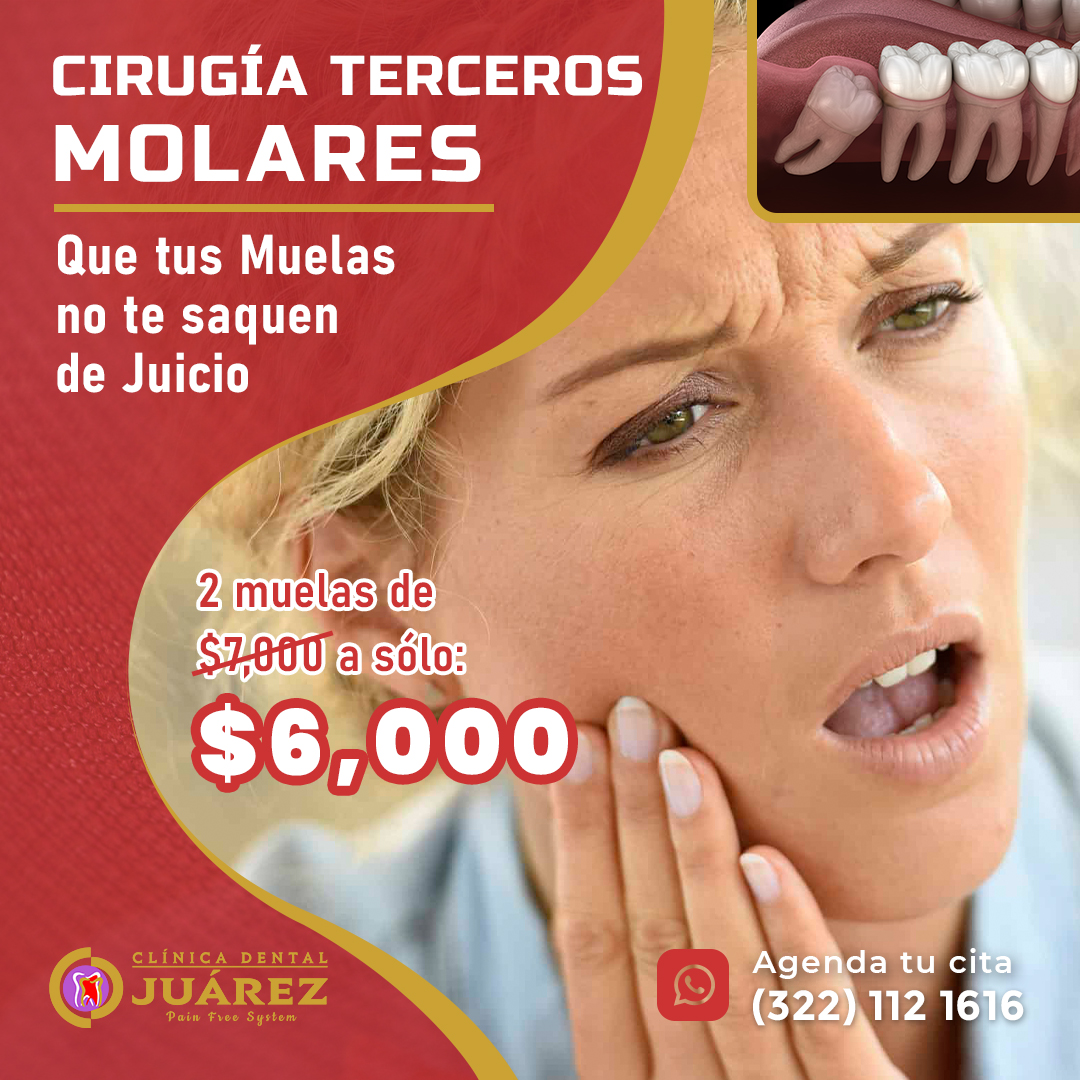 CIRUGÍA TERCEROS
MOLARES
Que tus Muelas
no te saquen
de Juicio
2 muelas de
$7,000 a sólo:
$6,000
CLÍNICA DENTAL
JUÁREZ
Pain Free System
Agenda tu cita
(322) 112 1616